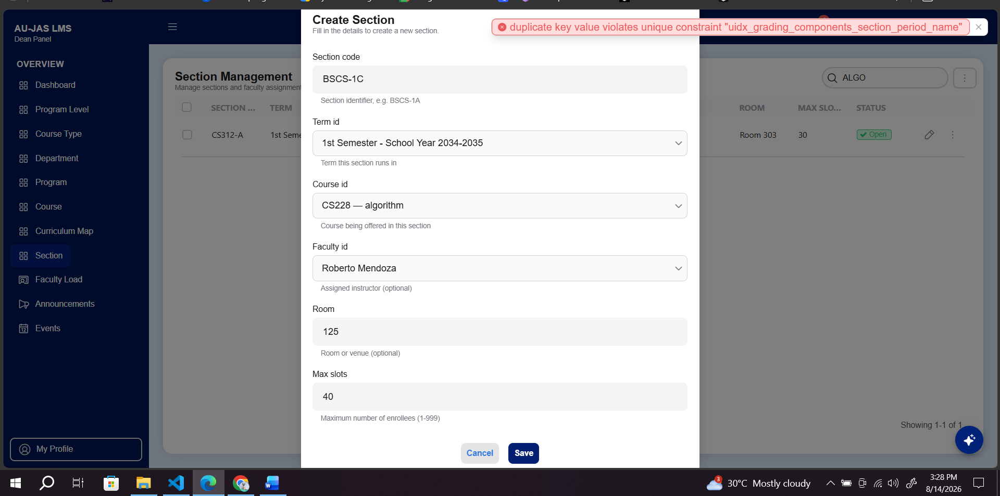 AU-JAS LMS
Dean Panel
OVERVIEW
Dashboard
Program Level
Course Type
Department
Program
Course
Curriculum Map
Section
Faculty Load
Announcements
12
Events
My Profile
Section Management
Manage sections and faculty assignment
ALGO
SECTION ...
TERM
ROOM
MAX SLO...
STATUS
CS312-A
1st Seme
Room 303
30
Open
Showing 1-1 of 1
Create Section
Fill in the details to create a new section.
duplicate key value violates unique constraint "uidx_grading_components_section_period_name"
Section code
BSCS-1C
Section identifier, e.g. BSCS-1A
Term id
1st Semester - School Year 2034-2035
Term this section runs in
Course id
CS228 — algorithm
Course being offered in this section
Faculty id
Roberto Mendoza
Assigned instructor (optional)
Room
125
Room or venue (optional)
Max slots
40
Maximum number of enrollees (1-999)
Cancel
Save
3
30°C Mostly cloudy
3:28 PM
8/14/2026